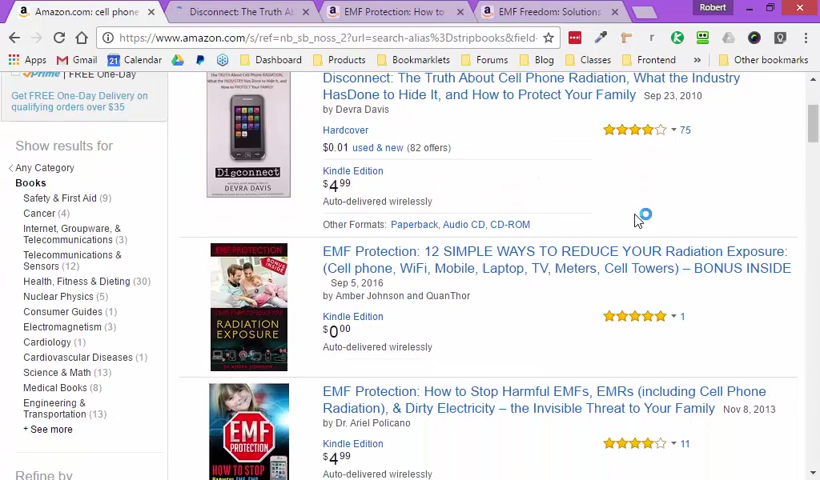 Amazon.com: cell phone
Disconnect: The Truth Ab
EMF Protection: How to
EMF Freedom: Solutions
Robert
https://www.amazon.com/s/ref=nb_sb_noss_2?url=search-alias%3Dstripbooks&field-
Apps
Gmail
Calendar
Dashboard
Products
Bookmarklets
Forums
Blog
Classes
Frontend
Other bookmarks
Prime | FREE One-Day
Get FREE One-Day Delivery on
qualifying orders over $35
Show results for
Any Category
Books
Safety & First Aid (9)
Cancer (4)
Internet, Groupware, &
Telecommunications (3)
Telecommunications &
Sensors (12)
Health, Fitness & Dieting (30)
Nuclear Physics (5)
Consumer Guides (1)
Electromagnetism (3)
Cardiology (1)
Cardiovascular Diseases (1)
Science & Math (13)
Medical Books (8)
Engineering &
Transportation (13)
+ See more
Refine by
Disconnect
DEVRA DAVIS
Disconnect: The Truth About Cell Phone Radiation, What the Industry
HasDone to Hide It, and How to Protect Your Family Sep 23, 2010
by Devra Davis
Hardcover
75
$0.01 used & new (82 offers)
Kindle Edition
$4.99
Auto-delivered wirelessly
Other Formats: Paperback, Audio CD, CD-ROM
EMF PROTECTION
RADIATION
EXPOSURE
EMF Protection: 12 SIMPLE WAYS TO REDUCE YOUR Radiation Exposure:
(Cell phone, WiFi, Mobile, Laptop, TV, Meters, Cell Towers) – BONUS INSIDE
Sep 5, 2016
by Amber Johnson and QuanThor
Kindle Edition
1
$0.00
Auto-delivered wirelessly
EMF
PROTECTION
HOW TO STOP
EMF Protection: How to Stop Harmful EMFs, EMRs (including Cell Phone
Radiation), & Dirty Electricity – the Invisible Threat to Your Family Nov 8, 2013
by Dr. Ariel Policano
Kindle Edition
11
$4.99
Auto-delivered wirelessly